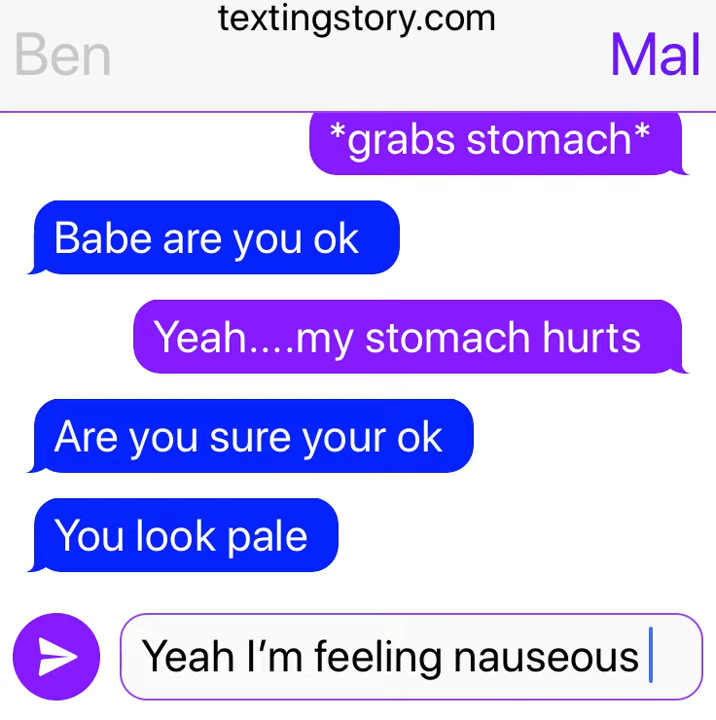 textingstory.com
Ben
Mal
*grabs stomach*
Babe are you ok
Yeah....my stomach hurts
Are you sure your ok
You look pale
Yeah I’m feeling nauseous